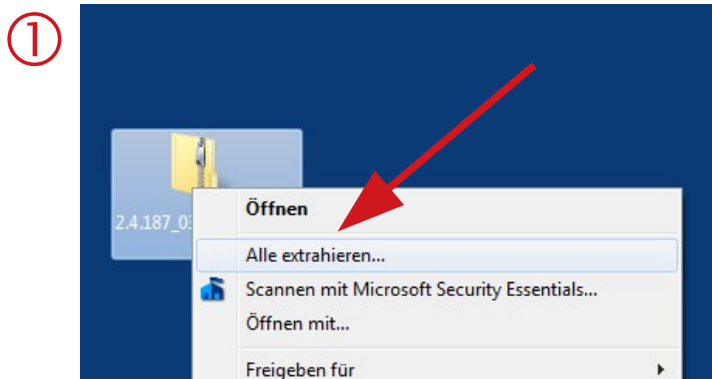 ①
Öffnen
2.4.187_0
Alle extrahieren...
Scannen mit Microsoft Security Essentials...
Öffnen mit...
Freigeben für